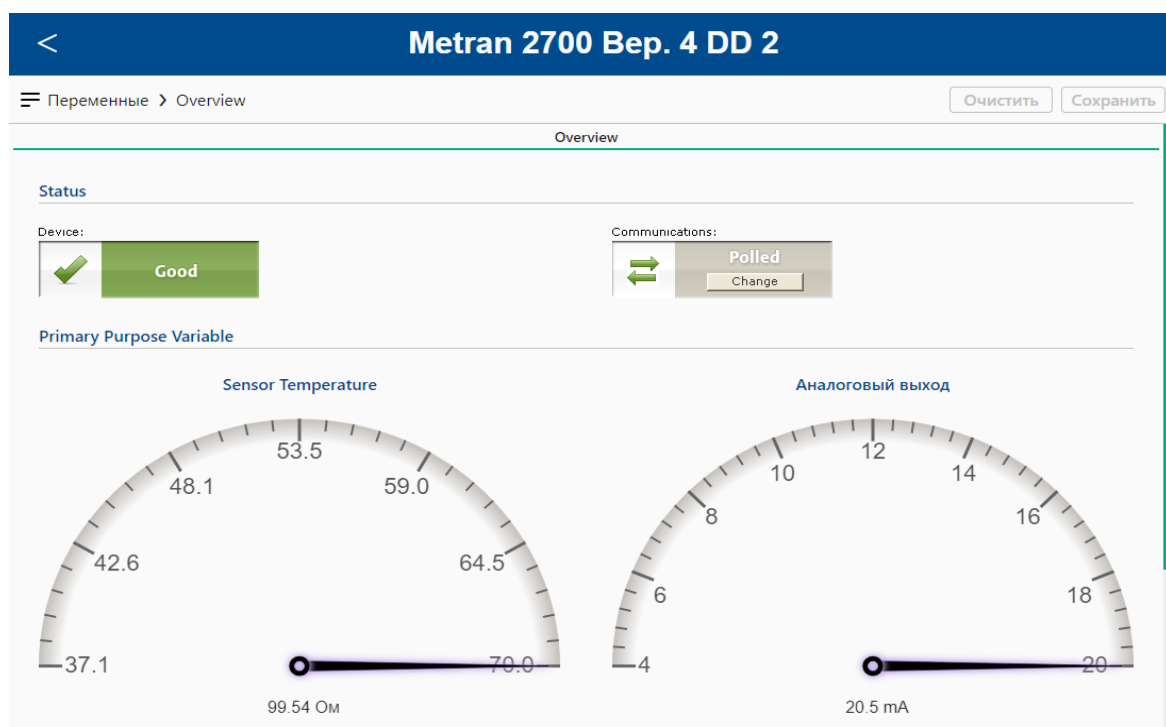 < Metran 2700 Вер. 4 DD 2
Переменные > Overview Очистить Сохранить
Overview
Status
Device: Communications:
Good Polled
Change
Primary Purpose Variable
Sensor Temperature Аналоговый выход
53.5 12
48.1 59.0 10 14
8 16
42.6 64.5
6 18
37.1 70.0 4 20
99.54 Ом 20.5 mA